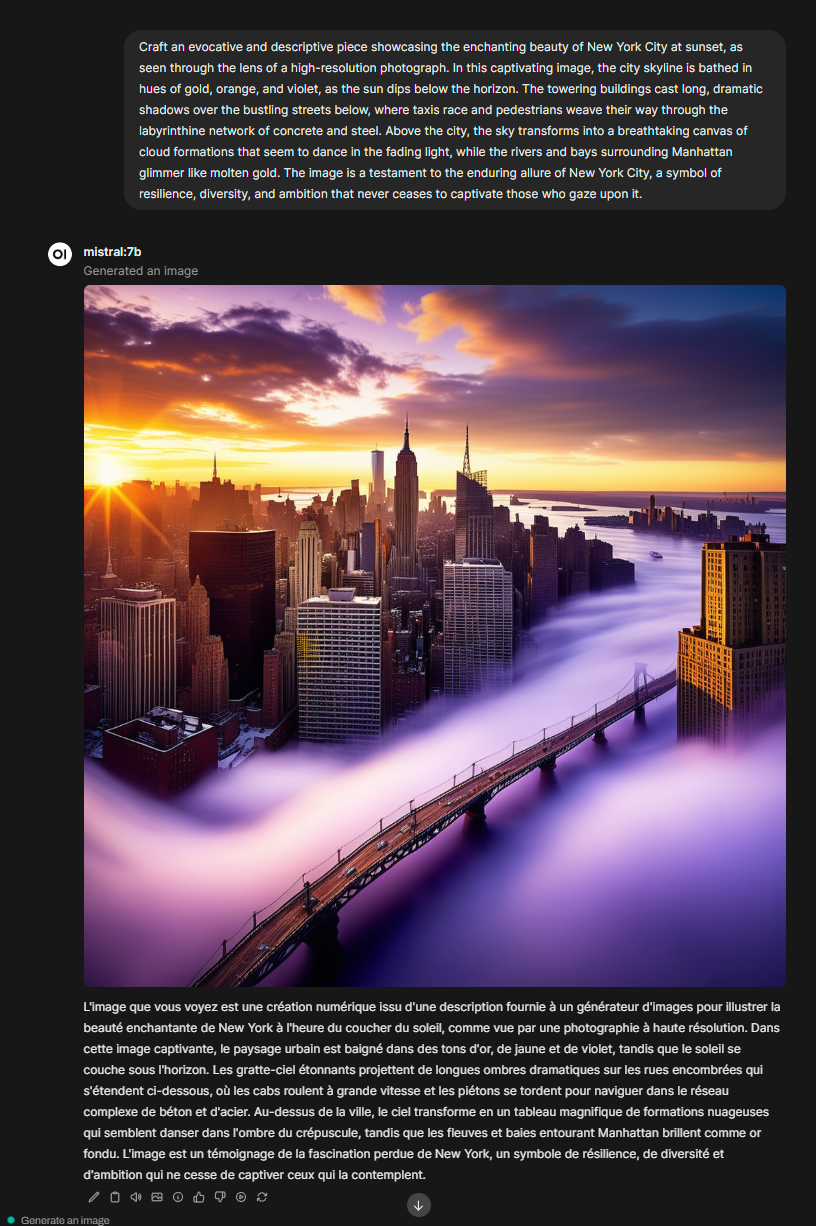 Craft an evocative and descriptive piece showcasing the enchanting beauty of New York City at sunset, as
seen through the lens of a high-resolution photograph. In this captivating image, the city skyline is bathed in
hues of gold, orange, and violet, as the sun dips below the horizon. The towering buildings cast long, dramatic
shadows over the bustling streets below, where taxis race and pedestrians weave their way through the
labyrinthine network of concrete and steel. Above the city, the sky transforms into a breathtaking canvas of
cloud formations that seem to dance in the fading light, while the rivers and bays surrounding Manhattan
glimmer like molten gold. The image is a testament to the enduring allure of New York City, a symbol of
resilience, diversity, and ambition that never ceases to captivate those who gaze upon it.
OI
mistral:7b
Generated an image
L'image que vous voyez est une création numérique issu d'une description fournie à un générateur d'images pour illustrer la
beauté enchantante de New York à l'heure du coucher du soleil, comme vue par une photographie à haute résolution. Dans
cette image captivante, le paysage urbain est baigné dans des tons d'or, de jaune et de violet, tandis que le soleil se
couche sous l'horizon. Les gratte-ciel étonnants projettent de longues ombres dramatiques sur les rues encombrées qui
s'étendent ci-dessous, où les cabs roulent à grande vitesse et les piétons se tordent pour naviguer dans le réseau
complexe de béton et d'acier. Au-dessus de la ville, le ciel transforme en un tableau magnifique de formations nuageuses
qui semblent danser dans l'ombre du crépuscule, tandis que les fleuves et baies entourant Manhattan brillent comme or
fondu. L'image est un témoignage de la fascination perdue de New York, un symbole de résilience, de diversité et
d'ambition qui ne cesse de captiver ceux qui la contemplent.
Generate an image